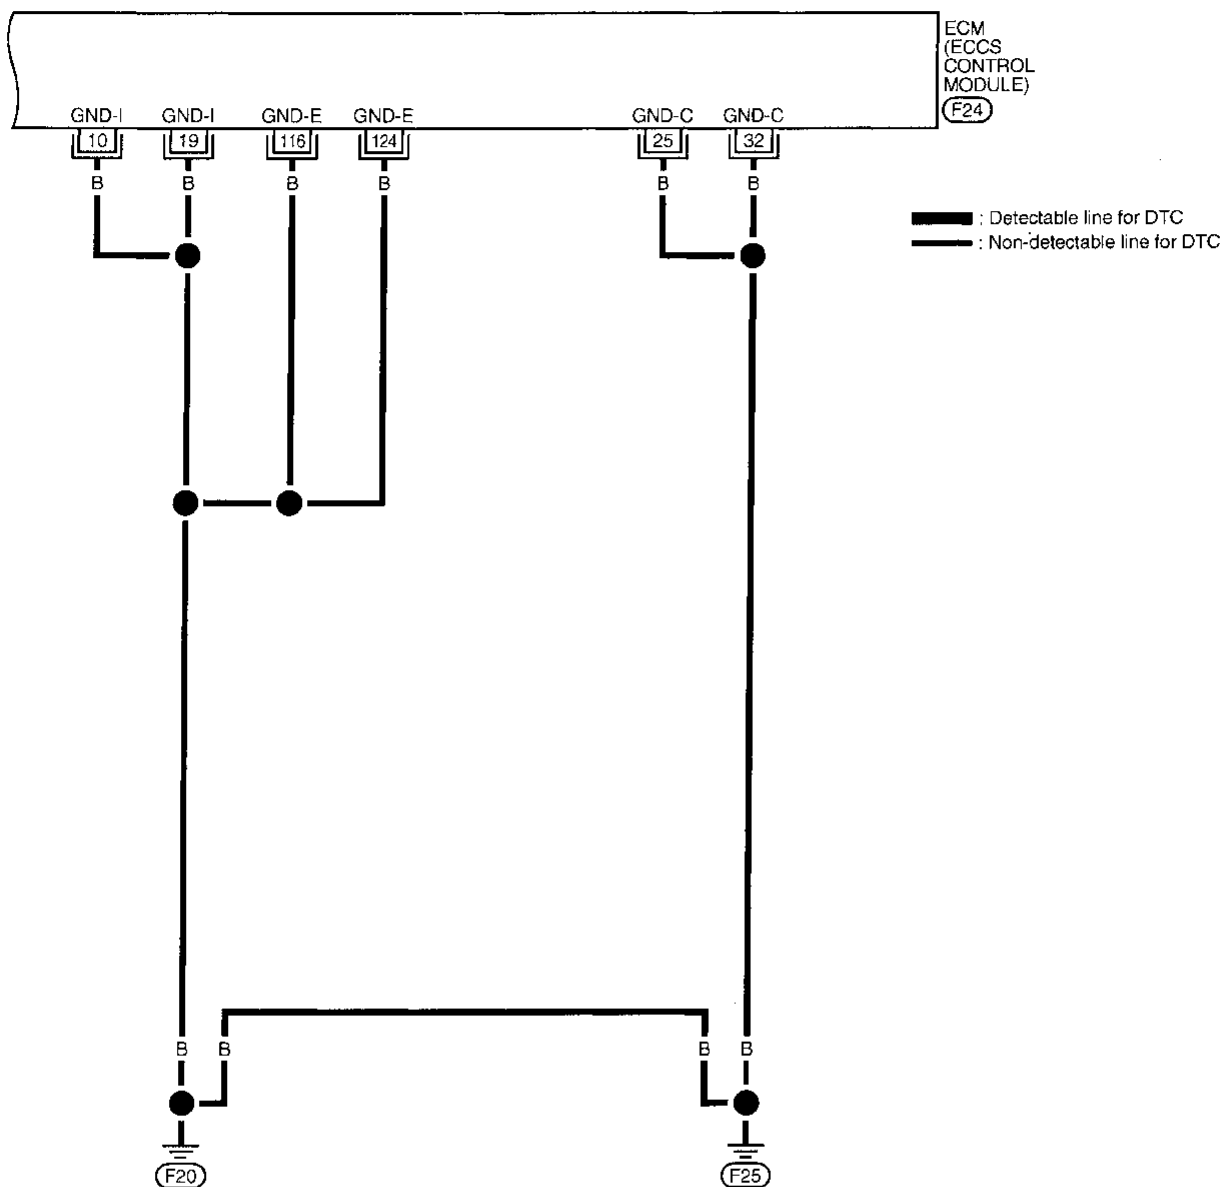 ECM
(ECCS
CONTROL
MODULE)
F24
GND-I GND-I GND-E GND-E GND-C GND-C
10 19 116 124 25 32
B B B B B B
: Detectable line for DTC
: Non-detectable line for DTC
B B B B
F20 F25